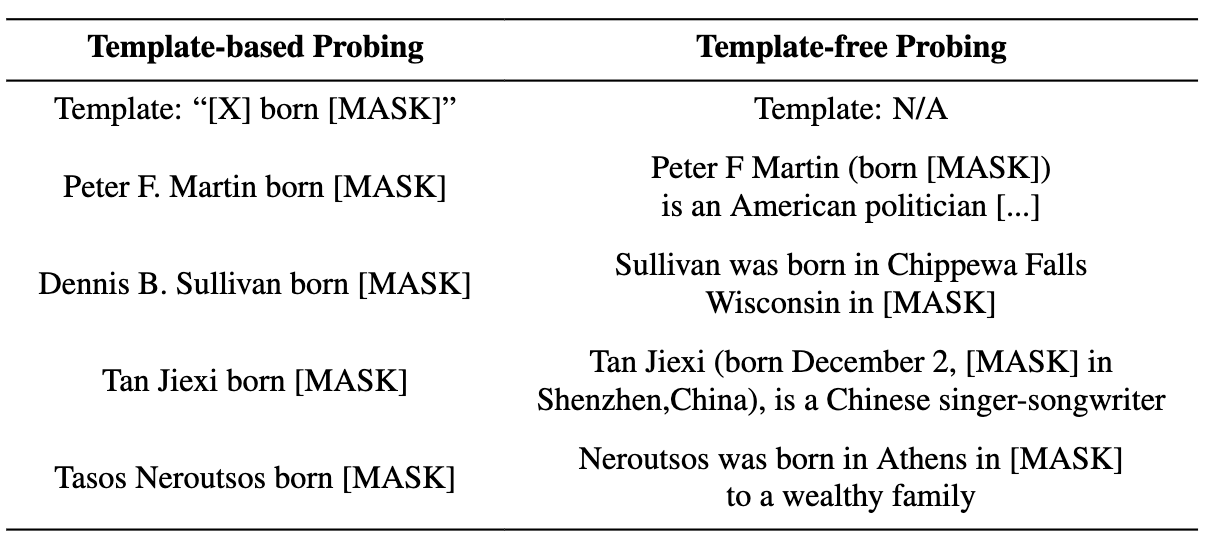 Template-based Probing Template-free Probing
Template: “[X] born [MASK]” Template: N/A
Peter F. Martin born [MASK] Peter F Martin (born [MASK])
is an American politician [...]
Dennis B. Sullivan born [MASK] Sullivan was born in Chippewa Falls
Wisconsin in [MASK]
Tan Jiexi born [MASK] Tan Jiexi (born December 2, [MASK] in
Shenzhen,China), is a Chinese singer-songwriter
Tasos Neroutsos born [MASK] Neroutsos was born in Athens in [MASK]
to a wealthy family